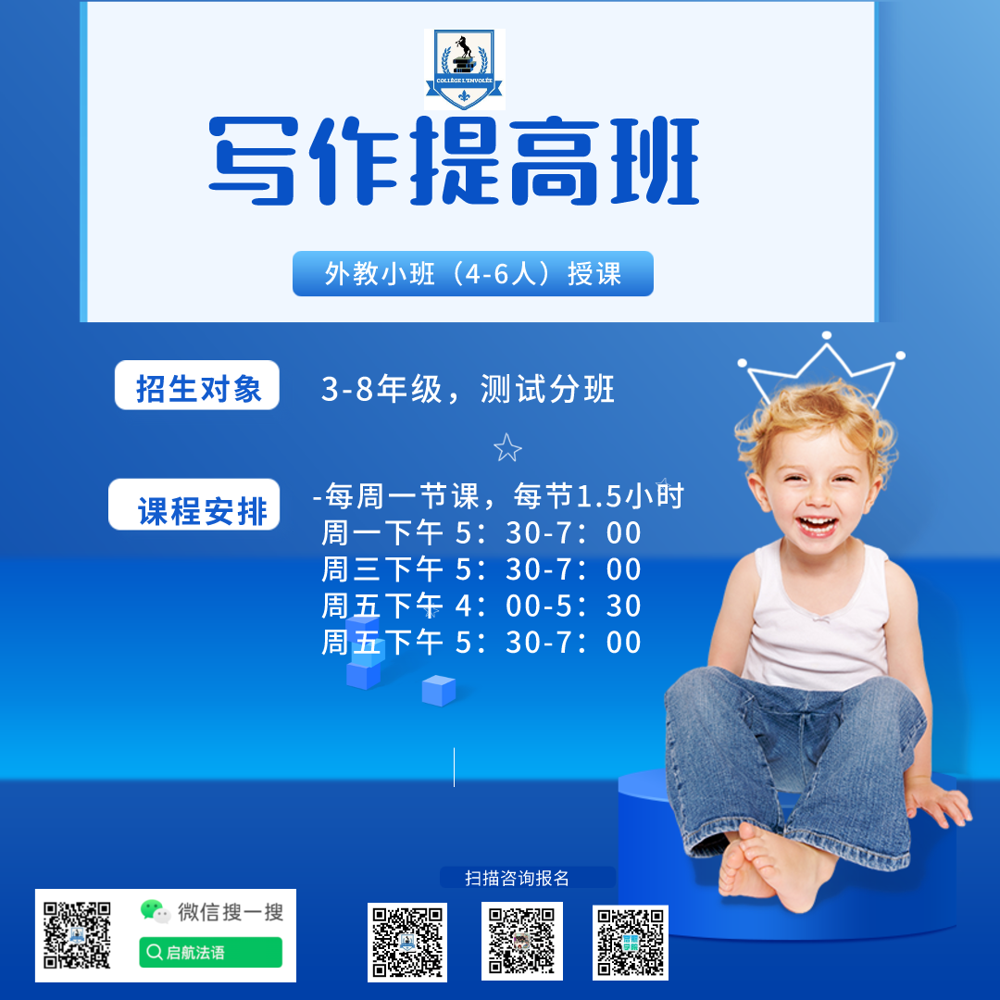 COLLÈGE L'ENVOLÉE
写作提高班
外教小班（4-6人）授课
招生对象
3-8年级，测试分班
课程安排
-每周一节课，每节1.5小时
周一下午 5：30-7：00
周三下午 5：30-7：00
周五下午 4：00-5：30
周五下午 5：30-7：00
扫描咨询报名
微信搜一搜
启航法语